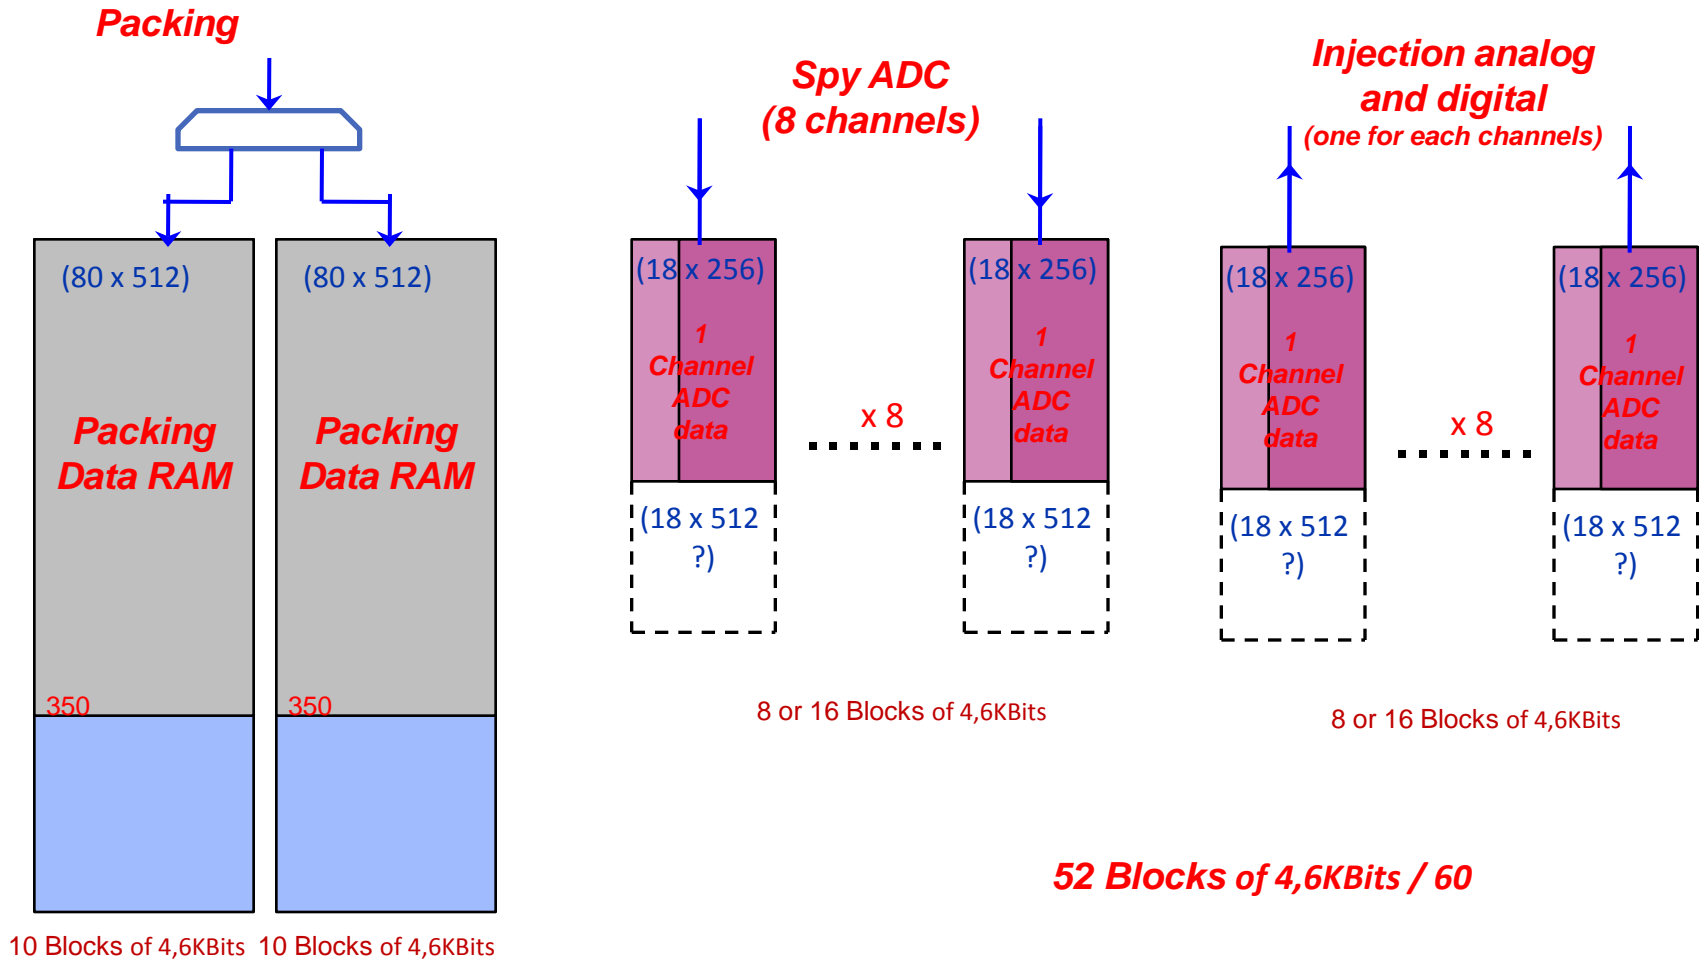 Packing
(80 x 512)
(80 x 512)
Packing
Data RAM
Packing
Data RAM
350
350
10 Blocks of 4,6KBits
10 Blocks of 4,6KBits
Spy ADC
(8 channels)
(18 x 256)
1
Channel
ADC
data
(18 x 512
?)
x 8
(18 x 256)
1
Channel
ADC
data
(18 x 512
?)
8 or 16 Blocks of 4,6KBits
Injection analog
and digital
(one for each channels)
(18 x 256)
1
Channel
ADC
data
(18 x 512
?)
x 8
(18 x 256)
1
Channel
ADC
data
(18 x 512
?)
8 or 16 Blocks of 4,6KBits
52 Blocks of 4,6KBits / 60